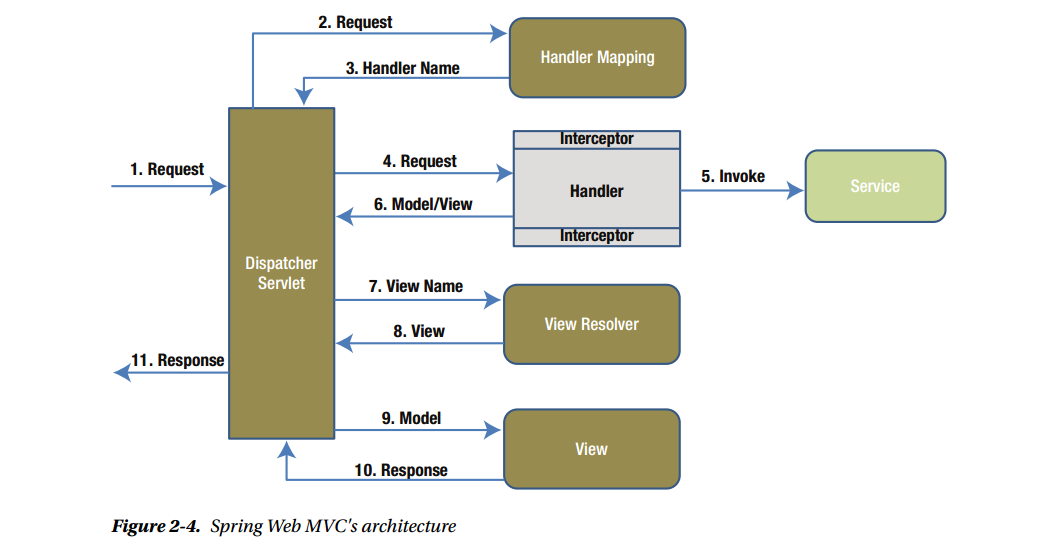 2. Request
Handler Mapping
3. Handler Name
1. Request
4. Request
Interceptor
Handler
5. Invoke
Service
6. Model/View
Interceptor
Dispatcher
Servlet
7. View Name
View Resolver
8. View
11. Response
9. Model
View
10. Response
Figure 2-4. Spring Web MVC's architecture